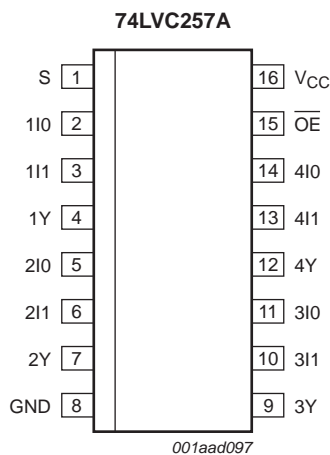 74LVC257A
S 1 16 VCC
1I0 2 15 OE
1I1 3 14 4I0
1Y 4 13 4I1
2I0 5 12 4Y
2I1 6 11 3I0
2Y 7 10 3I1
GND 8 9 3Y
001aad097